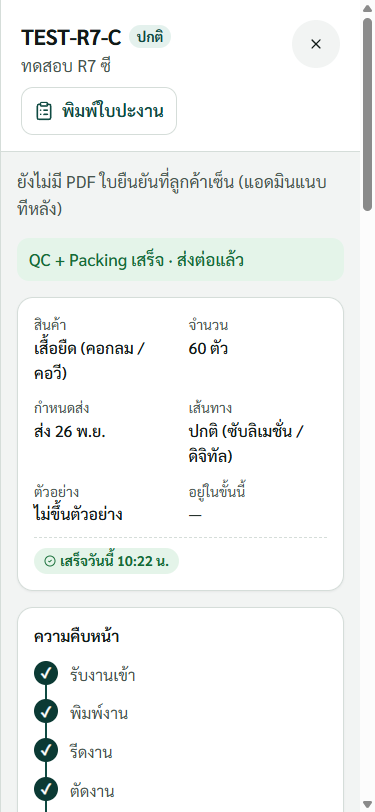 TEST-R7-C ปกติ
ทดสอบ R7 ซี
พิมพ์ใบปะงาน
ยังไม่มี PDF ใบยืนยันที่ลูกค้าเซ็น (แอดมินแนบ
ทีหลัง)
QC + Packing เสร็จ · ส่งต่อแล้ว
สินค้า
เสื้อยืด (คอกลม /
คอวี)
จำนวน
60 ตัว
กำหนดส่ง
ส่ง 26 พ.ย.
เส้นทาง
ปกติ (ซับลิเมชั่น /
ดิจิทัล)
ตัวอย่าง
ไม่ขึ้นตัวอย่าง
อยู่ในขั้นนี้
—
เสร็จวันนี้ 10:22 น.
ความคืบหน้า
รับงานเข้า
พิมพ์งาน
รีดงาน
ตัดงาน